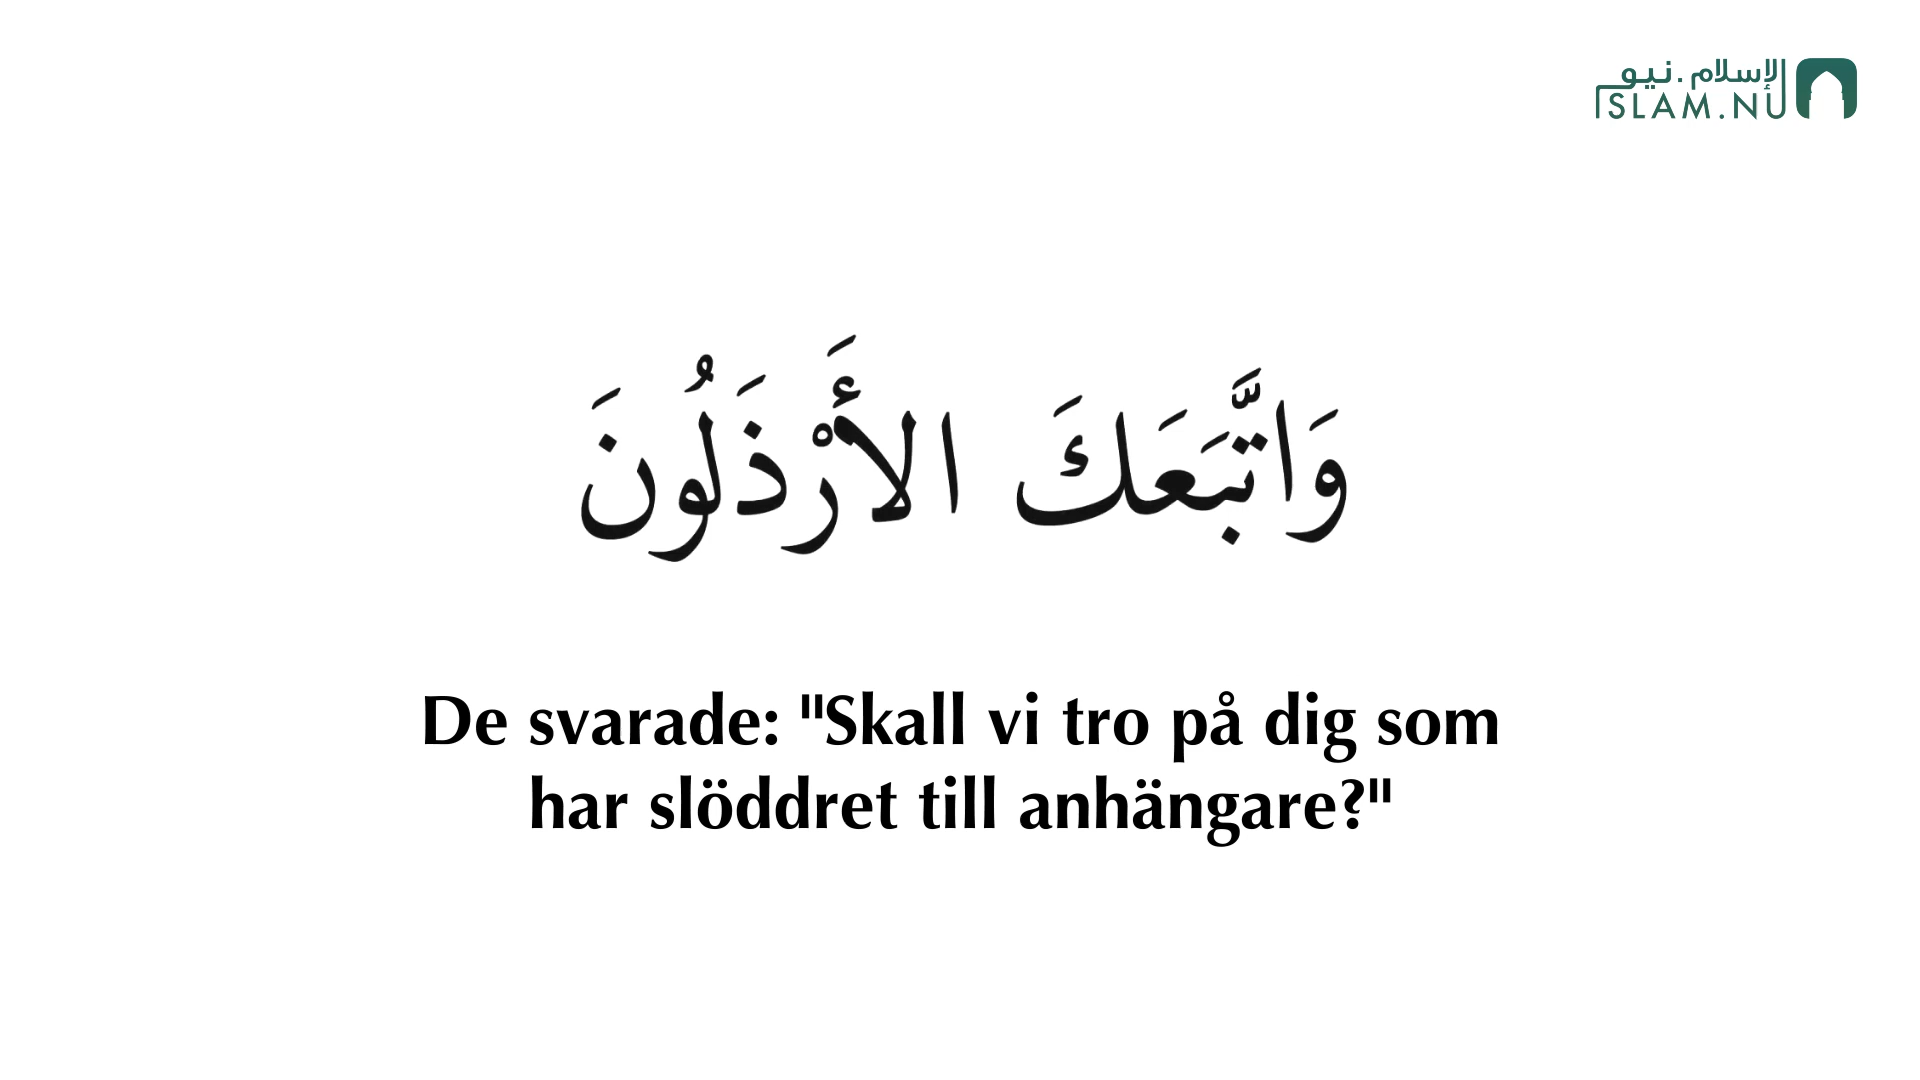 الإسلام.نيو
ISLAM.NU
وَاتَّبَعَكَ الأَرْذَلُونَ
De svarade: "Skall vi tro på dig som
har slöddret till anhängare?"